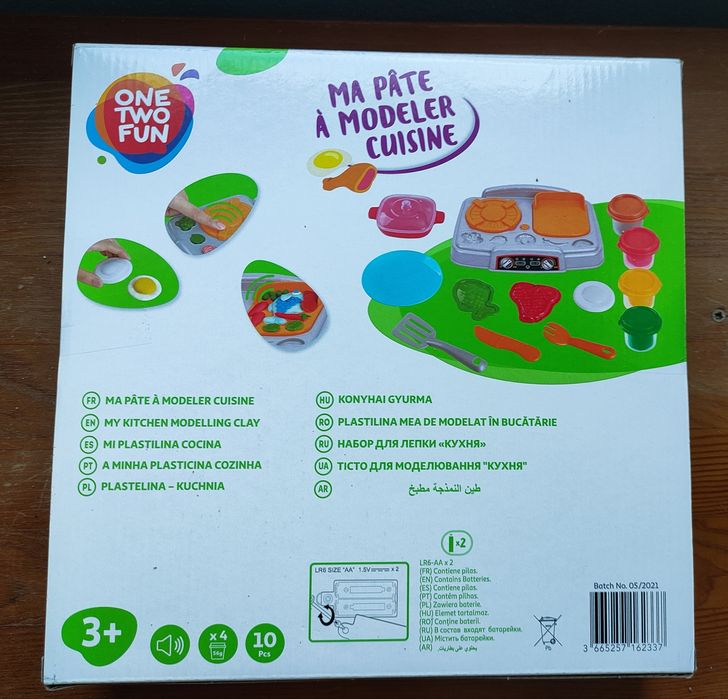 ONE
TWO
FUN
MA PÂTE
À MODELER
CUISINE
FR MA PÂTE À MODELER CUISINE
EN MY KITCHEN MODELLING CLAY
ES MI PLASTILINA COCINA
PT A MINHA PLASTICINA COZINHA
PL PLASTELINA – KUCHNIA
HU KONYHAI GYURMA
RO PLASTILINA MEA DE MODELAT ÎN BUCĂTĂRIE
RU НАБОР ДЛЯ ЛЕПКИ «КУХНЯ»
UA ТІСТО ДЛЯ МОДЕЛЮВАННЯ "КУХНЯ"
AR طين النمذجة مطبخ
x2
LR6 SIZE "AA" 1.5V x 2
LR6-AA x 2
(FR) Contient piles.
(EN) Contains Batteries.
(ES) Contiene pilas.
(PT) Contém pilhas.
(PL) Zawiera baterie.
(HU) Elemet tartalmaz.
(RO) Conține baterii.
(RU) В состав входят батарейки.
(UA) Містить батарейки.
(AR) يحتوي على بطاريات.
Pb
Batch No. 05/2021
3 665257 162337
3+
x 4
56g
10
Pcs